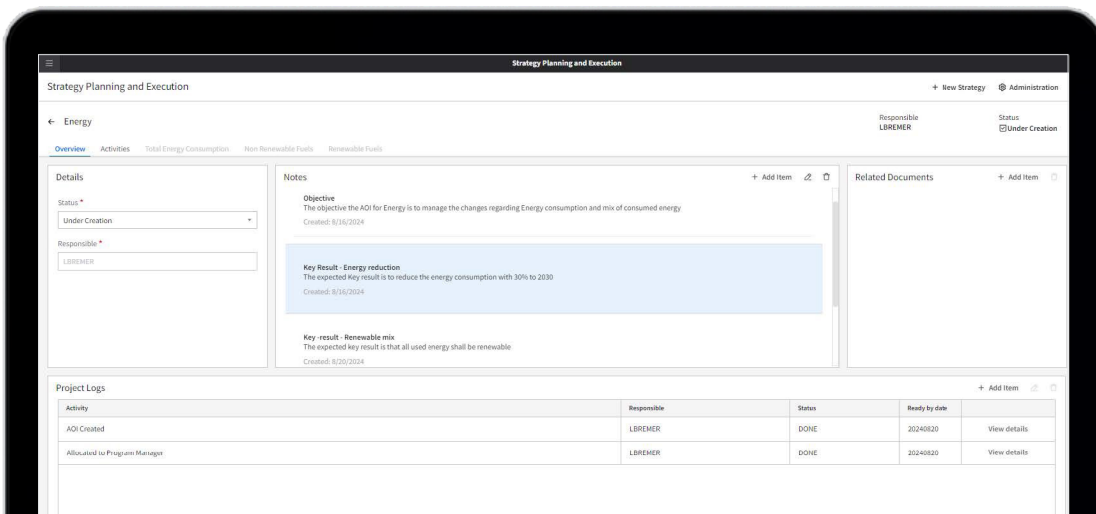 Strategy Planning and Execution
Strategy Planning and Execution
+ New Strategy
Administration
← Energy
Responsible
LBREMER
Status
Under Creation
Overview Activities Total Energy Consumption Non Renewable Fuels Renewable Fuels
Details
Status *
Under Creation
Responsible *
LBREMER
Notes
+ Add Item
Objective
The objective the AOI for Energy is to manage the changes regarding Energy consumption and mix of consumed energy
Created: 8/16/2024
Key Result - Energy reduction
The expected Key result is to reduce the energy consumption with 30% to 2030
Created: 8/16/2024
Key -result - Renewable mix
The expected key result is that all used energy shall be renewable
Created: 8/20/2024
Related Documents
+ Add Item
Project Logs
+ Add Item
Activity Responsible Status Ready by date
AOI Created LBREMER DONE 20240820 View details
Allocated to Program Manager LBREMER DONE 20240820 View details